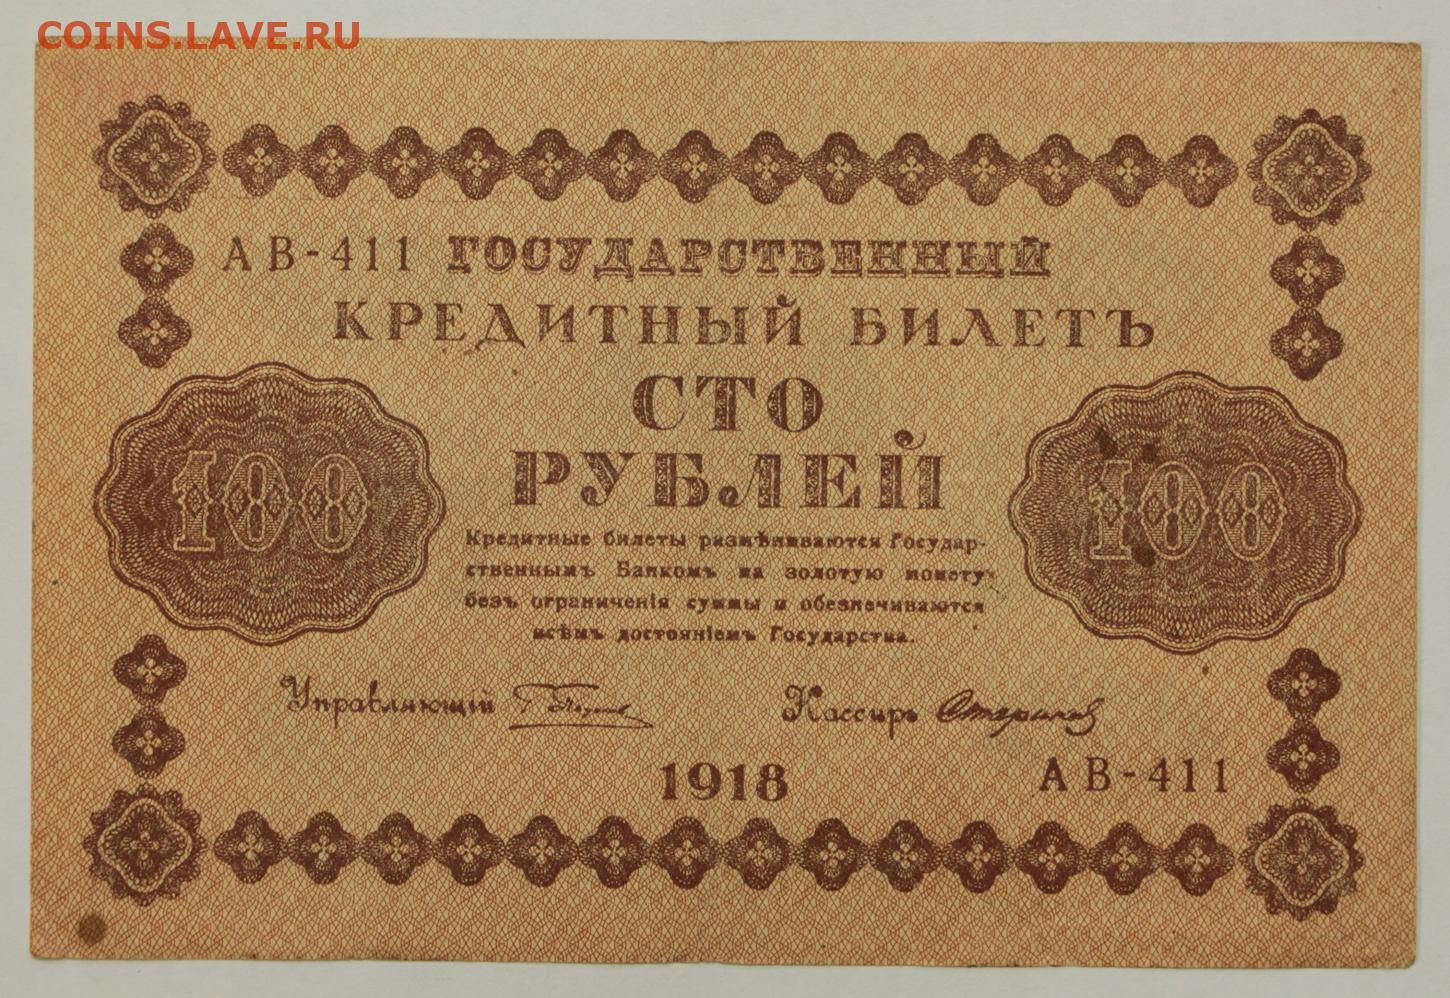 COINS.LAVE.RU
АВ-411 ГОСУДАРСТВЕННЫЙ
КРЕДИТНЫЙ БИЛЕТЪ
СТО
РУБЛЕЙ
100
100
Кредитные билеты размѣниваются Государ-
ственнымъ Банкомъ на золотую монету
безъ ограниченія суммы и обезпечиваются
всѣмъ достояніемъ Государства.
Управляющій
Кассиръ
1918
АВ-411